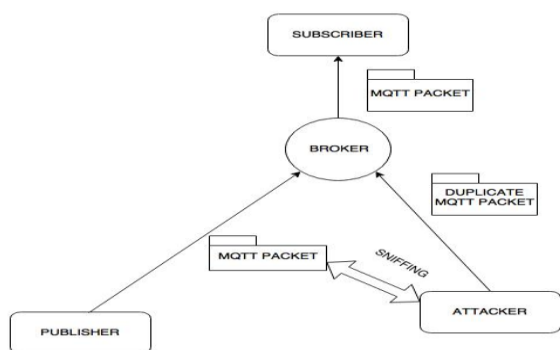 SUBSCRIBER
MQTT PACKET
BROKER
DUPLICATE
MQTT PACKET
MQTT PACKET
SNIFFING
ATTACKER
PUBLISHER